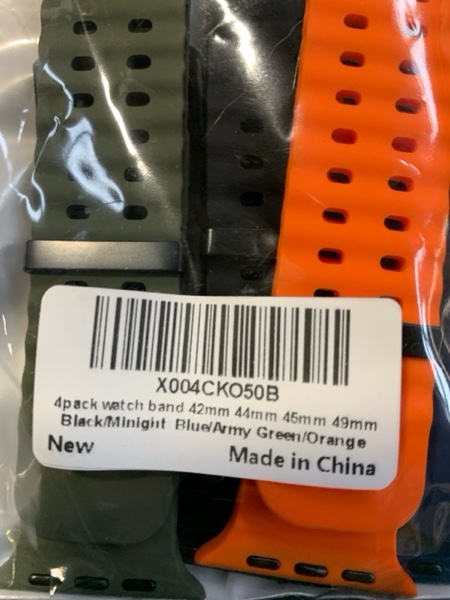 X004CKO50B
4pack watch band 42mm 44mm 45mm 49mm
Black/Minight Blue/Army Green/Orange
New
Made in China